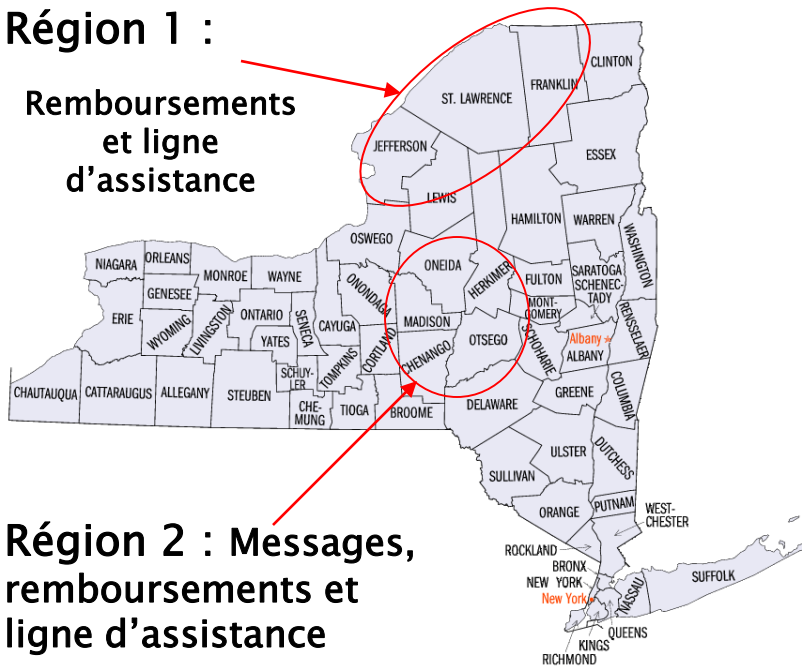 Région 1 :
Remboursements
et ligne
d’assistance
CLINTON
FRANKLIN
ST. LAWRENCE
JEFFERSON
ESSEX
LEWIS
HAMILTON
WARREN
WASHINGTON
OSWEGO
ONEIDA
HERKIMER
FULTON
SARATOGA
NIAGARA
ORLEANS
MONROE
WAYNE
ONONDAGA
SCHENEC-
TADY
GENESEE
MONT-
GOMERY
ERIE
WYOMING
LIVINGSTON
ONTARIO
SENECA
CAYUGA
MADISON
RENSSELAER
YATES
CORTLAND
CHENANGO
OTSEGO
SCHOHARIE
Albany
ALBANY
SCHUY-
LER
TOMPKINS
CHAUTAUQUA
CATTARAUGUS
ALLEGANY
STEUBEN
CHE-
MUNG
TIOGA
BROOME
DELAWARE
GREENE
COLUMBIA
ULSTER
DUTCHESS
SULLIVAN
ORANGE
PUTNAM
WEST-
CHESTER
ROCKLAND
BRONX
NEW YORK
New York
NASSAU
SUFFOLK
QUEENS
KINGS
RICHMOND
Région 2 : Messages,
remboursements et
ligne d’assistance